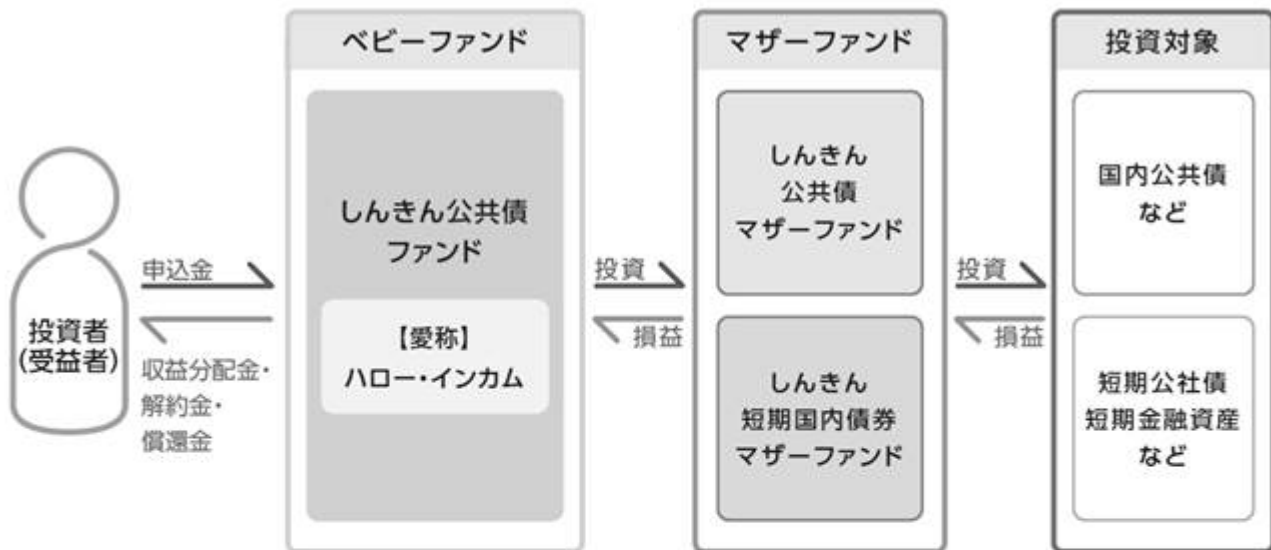 ベビーファンド
マザーファンド
投資対象
しんきん公共債
ファンド
【愛称】
ハロー・インカム
しんきん
公共債
マザーファンド
しんきん
短期国内債券
マザーファンド
国内公共債
など
短期公社債
短期金融資産
など
投資者
(受益者)
申込金
収益分配金・
解約金・
償還金
投資
損益
投資
損益